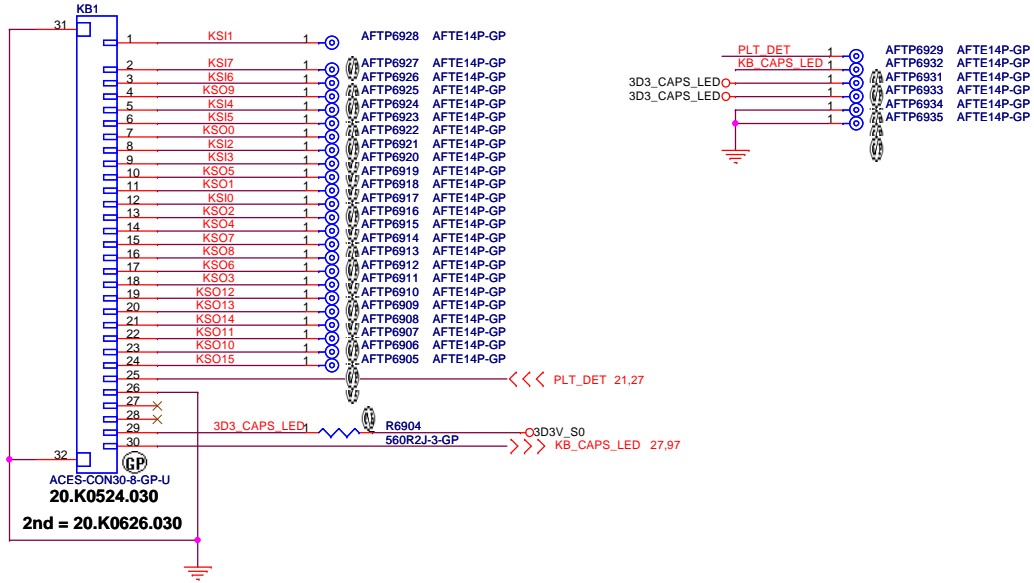 KB1
31
1 KSI1 1 AFTP6928 AFTE14P-GP
2 KSI7 1 AFTP6927 AFTE14P-GP
3 KSI6 1 AFTP6926 AFTE14P-GP
4 KSO9 1 AFTP6925 AFTE14P-GP
5 KSI4 1 AFTP6924 AFTE14P-GP
6 KSI5 1 AFTP6923 AFTE14P-GP
7 KSO0 1 AFTP6922 AFTE14P-GP
8 KSI2 1 AFTP6921 AFTE14P-GP
9 KSI3 1 AFTP6920 AFTE14P-GP
10 KSO5 1 AFTP6919 AFTE14P-GP
11 KSO1 1 AFTP6918 AFTE14P-GP
12 KSI0 1 AFTP6917 AFTE14P-GP
13 KSO2 1 AFTP6916 AFTE14P-GP
14 KSO4 1 AFTP6915 AFTE14P-GP
15 KSO7 1 AFTP6914 AFTE14P-GP
16 KSO8 1 AFTP6913 AFTE14P-GP
17 KSO6 1 AFTP6912 AFTE14P-GP
18 KSO3 1 AFTP6911 AFTE14P-GP
19 KSO12 1 AFTP6910 AFTE14P-GP
20 KSO13 1 AFTP6909 AFTE14P-GP
21 KSO14 1 AFTP6908 AFTE14P-GP
22 KSO11 1 AFTP6907 AFTE14P-GP
23 KSO10 1 AFTP6906 AFTE14P-GP
24 KSO15 1 AFTP6905 AFTE14P-GP
25 PLT_DET 21,27
26
27
28
29 3D3_CAPS_LED 1 R6904 3D3V_S0
30 560R2J-3-GP KB_CAPS_LED 27,97
32
GP
ACES-CON30-8-GP-U
20.K0524.030
2nd = 20.K0626.030
PLT_DET 1 AFTP6929 AFTE14P-GP
KB_CAPS_LED 1 AFTP6932 AFTE14P-GP
3D3_CAPS_LED 1 AFTP6931 AFTE14P-GP
3D3_CAPS_LED 1 AFTP6933 AFTE14P-GP
1 AFTP6934 AFTE14P-GP
1 AFTP6935 AFTE14P-GP